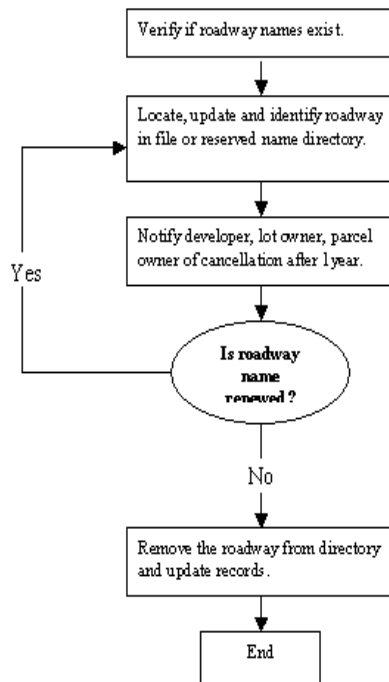 Verify if roadway names exist.
Locate, update and identify roadway
in file or reserved name directory.
Notify developer, lot owner, parcel
owner of cancellation after 1 year.
Yes
Is roadway
name
renewed?
No
Remove the roadway from directory
and update records.
End